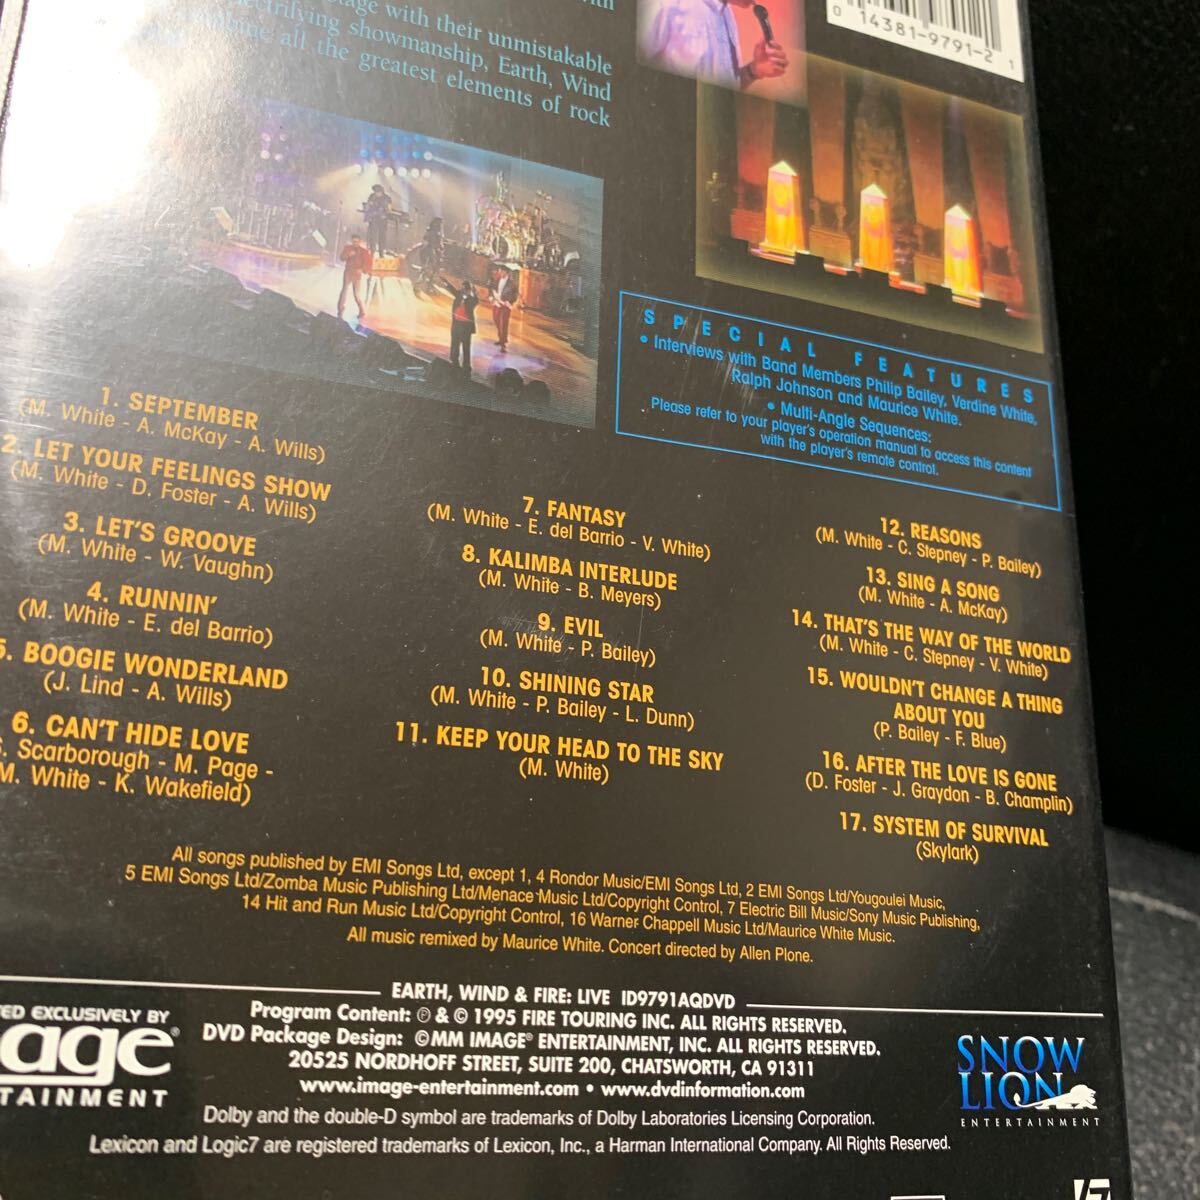 with
stage with their unmistakable
electrifying showmanship, Earth, Wind
all the greatest elements of rock
0 14381-9791-2 1
SPECIAL FEATURES
• Interviews with Band Members Philip Bailey, Verdine White,
Ralph Johnson and Maurice White.
• Multi-Angle Sequences:
Please refer to your player's operation manual to access this content
with the player's remote control.
1. SEPTEMBER
(M. White - A. McKay - A. Wills)
2. LET YOUR FEELINGS SHOW
(M. White - D. Foster - A. Wills)
3. LET'S GROOVE
(M. White - W. Vaughn)
4. RUNNIN'
(M. White - E. del Barrio)
5. BOOGIE WONDERLAND
(J. Lind - A. Wills)
6. CAN'T HIDE LOVE
Scarborough - M. Page -
M. White - K. Wakefield)
7. FANTASY
(M. White - E. del Barrio - V. White)
8. KALIMBA INTERLUDE
(M. White - B. Meyers)
9. EVIL
(M. White - P. Bailey)
10. SHINING STAR
(M. White - P. Bailey - L. Dunn)
11. KEEP YOUR HEAD TO THE SKY
(M. White)
12. REASONS
(M. White - C. Stepney - P. Bailey)
13. SING A SONG
(M. White - A. McKay)
14. THAT'S THE WAY OF THE WORLD
(M. White - C. Stepney - V. White)
15. WOULDN'T CHANGE A THING
ABOUT YOU
(P. Bailey - F. Blue)
16. AFTER THE LOVE IS GONE
(D. Foster - J. Graydon - B. Champlin)
17. SYSTEM OF SURVIVAL
(Skylark)
All songs published by EMI Songs Ltd, except 1, 4 Rondor Music/EMI Songs Ltd, 2 EMI Songs Ltd/Yougoulei Music,
5 EMI Songs Ltd/Zomba Music Publishing Ltd/Menace Music Ltd/Copyright Control, 7 Electric Bill Music/Sony Music Publishing,
14 Hit and Run Music Ltd/Copyright Control, 16 Warner Chappell Music Ltd/Maurice White Music.
All music remixed by Maurice White. Concert directed by Allen Plone.
EARTH, WIND & FIRE: LIVE ID9791AQDVD
Program Content: ℗ & © 1995 FIRE TOURING INC. ALL RIGHTS RESERVED.
DVD Package Design: ©MM IMAGE® ENTERTAINMENT, INC. ALL RIGHTS RESERVED.
20525 NORDHOFF STREET, SUITE 200, CHATSWORTH, CA 91311
www.image-entertainment.com • www.dvdinformation.com
Dolby and the double-D symbol are trademarks of Dolby Laboratories Licensing Corporation.
Lexicon and Logic7 are registered trademarks of Lexicon, Inc., a Harman International Company. All Rights Reserved.
ED EXCLUSIVELY BY
age®
TAINMENT
SNOW
LION
ENTERTAINMENT